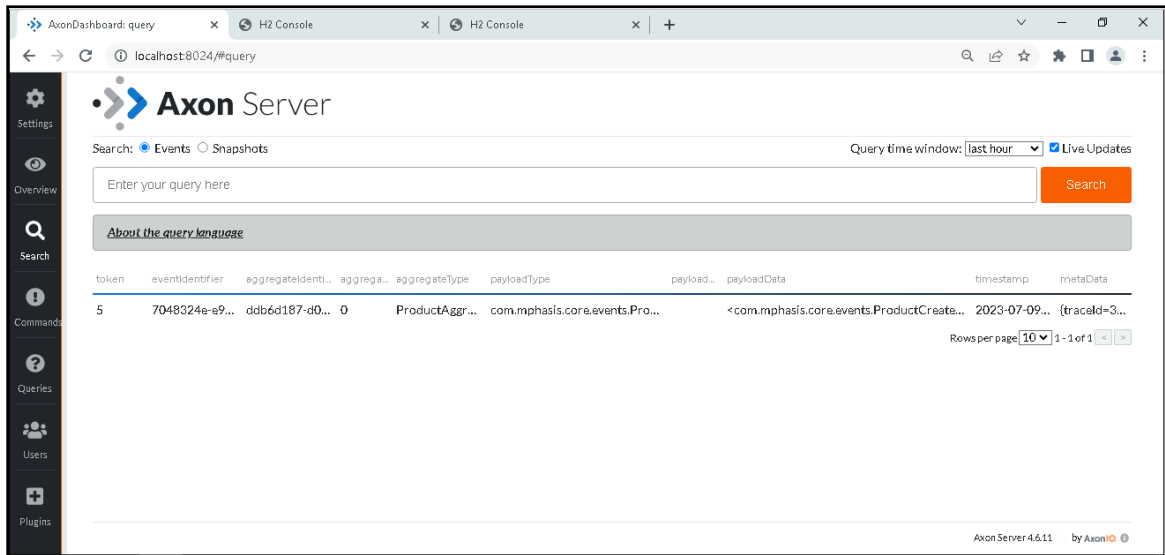 AxonDashboard: query
H2 Console
H2 Console
localhost:8024/#query
Axon Server
Settings
Search: Events Snapshots
Query time window: last hour Live Updates
Overview
Enter your query here
Search
About the query language
Search
token eventIdentifier aggregateIdenti... aggrega... aggregateType payloadType payload... payloadData timestamp metaData
5 7048324e-e9... ddb6d187-d0... 0 ProductAggr... com.mphasis.core.events.Pro... <com.mphasis.core.events.ProductCreate... 2023-07-09... {traceId=3...
Commands
Rows per page 10 1 - 1 of 1 < >
Queries
Users
Plugins
Axon Server 4.6.11 by AxonIQ